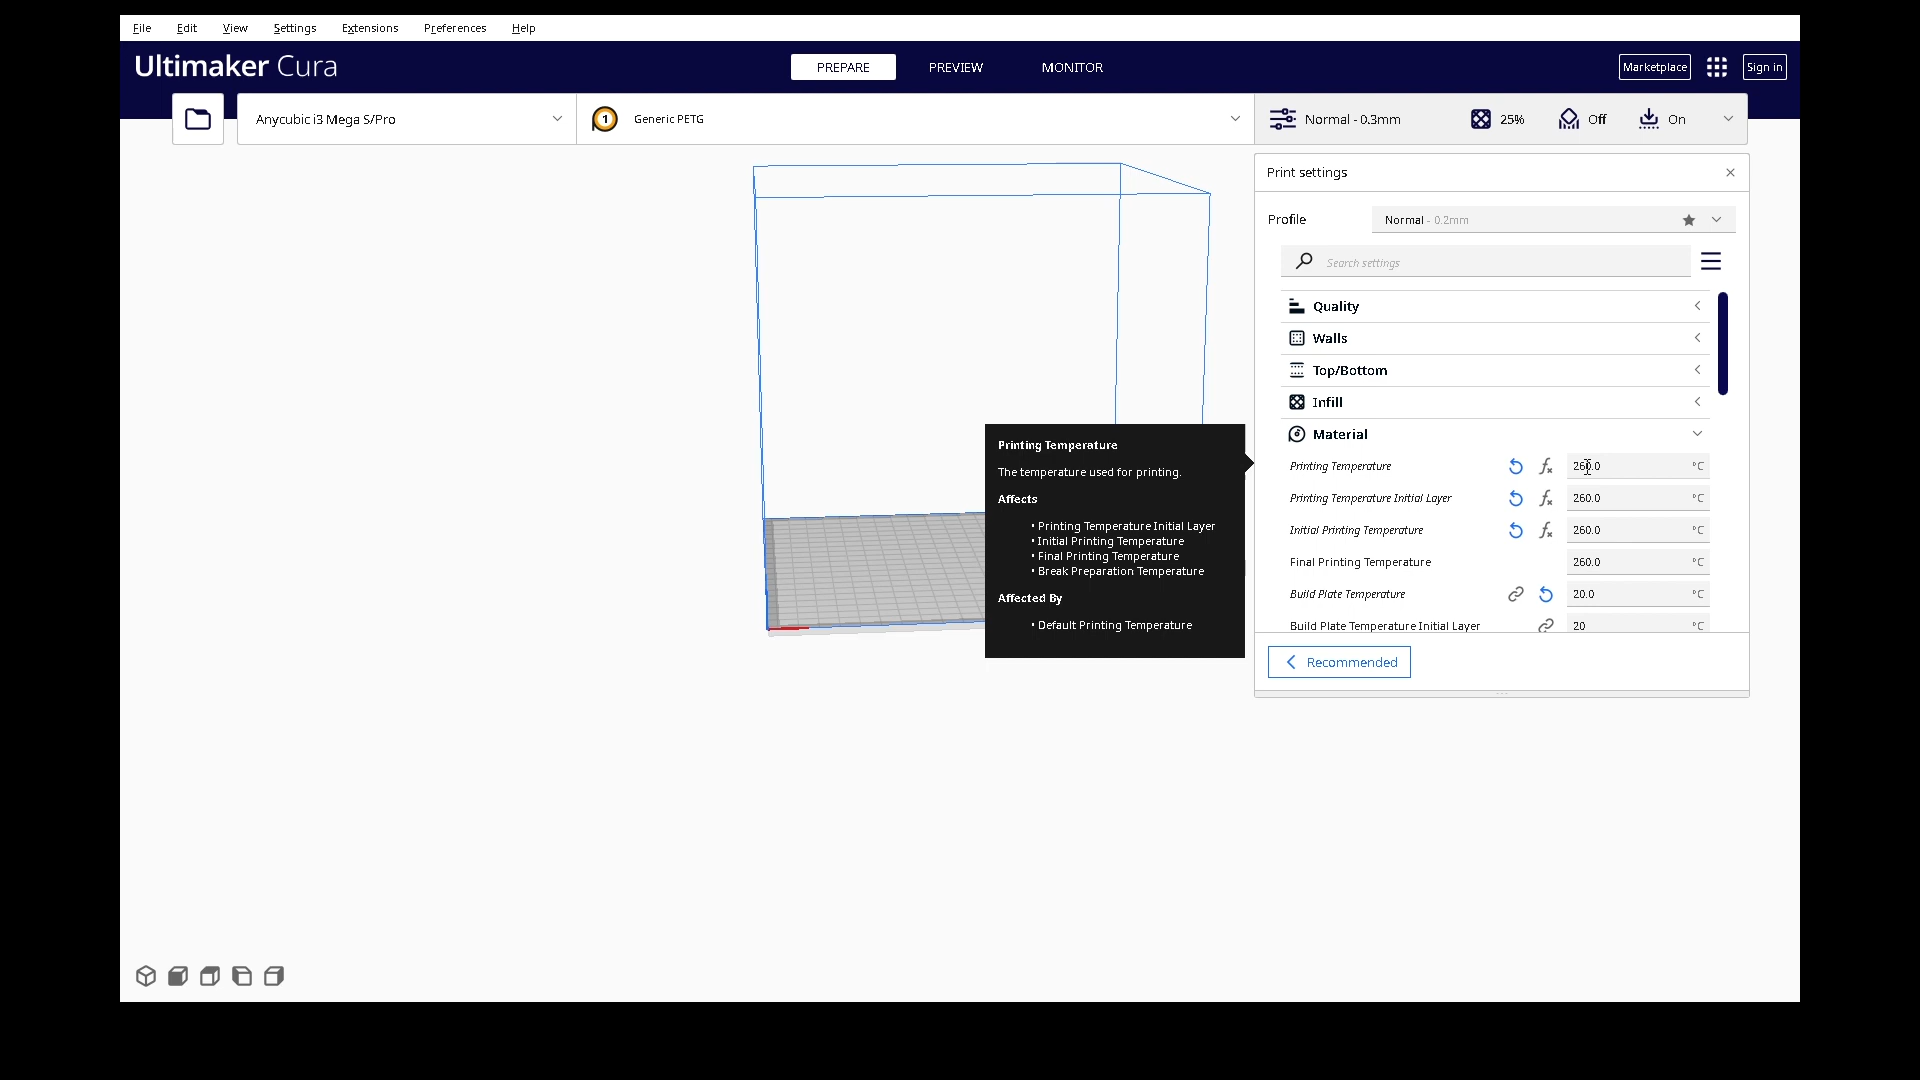 File Edit View Settings Extensions Preferences Help
Ultimaker Cura PREPARE PREVIEW MONITOR Marketplace Sign in
Anycubic i3 Mega S/Pro 1 Generic PETG Normal - 0.3mm 25% Off On
Print settings
Profile Normal - 0.2mm
Search settings
Quality
Walls
Top/Bottom
Infill
Material
Printing Temperature 260.0 °C
Printing Temperature Initial Layer 260.0 °C
Initial Printing Temperature 260.0 °C
Final Printing Temperature 260.0 °C
Build Plate Temperature 20.0 °C
Build Plate Temperature Initial Layer 20 °C
Recommended
Printing Temperature
The temperature used for printing.
Affects
• Printing Temperature Initial Layer
• Initial Printing Temperature
• Final Printing Temperature
• Break Preparation Temperature
Affected By
• Default Printing Temperature